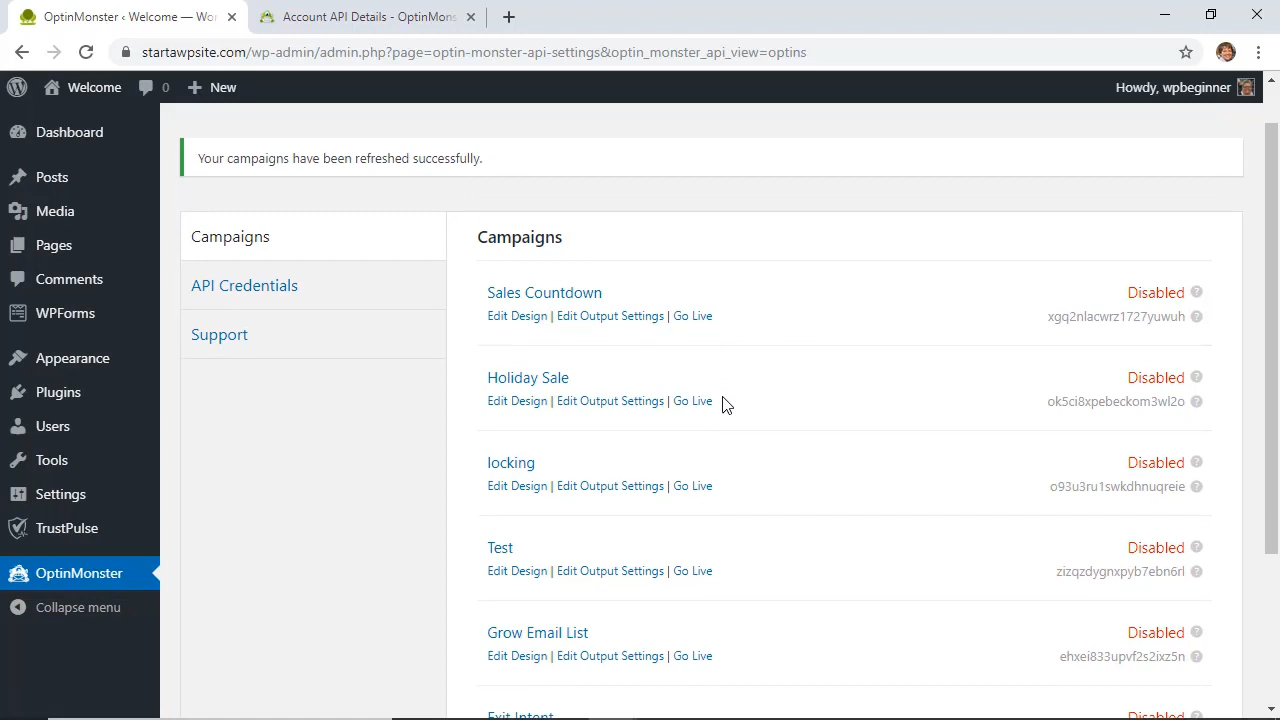 OptinMonster ‹ Welcome — Wor
Account API Details - OptinMons
startawpsite.com/wp-admin/admin.php?page=optin-monster-api-settings&optin_monster_api_view=optins
Welcome
0
New
Howdy, wpbeginner
Dashboard
Posts
Media
Pages
Comments
WPForms
Appearance
Plugins
Users
Tools
Settings
TrustPulse
OptinMonster
Collapse menu
Your campaigns have been refreshed successfully.
Campaigns
API Credentials
Support
Campaigns
Sales Countdown
Disabled
Edit Design | Edit Output Settings | Go Live
xgq2nlacwrz1727yuwuh
Holiday Sale
Disabled
Edit Design | Edit Output Settings | Go Live
ok5ci8xpebeckom3wl2o
locking
Disabled
Edit Design | Edit Output Settings | Go Live
o93u3ru1swkdhnuqreie
Test
Disabled
Edit Design | Edit Output Settings | Go Live
zizqzdygnxpyb7ebn6rl
Grow Email List
Disabled
Edit Design | Edit Output Settings | Go Live
ehxei833upvf2s2ixz5n
Exit Intent
Disabled